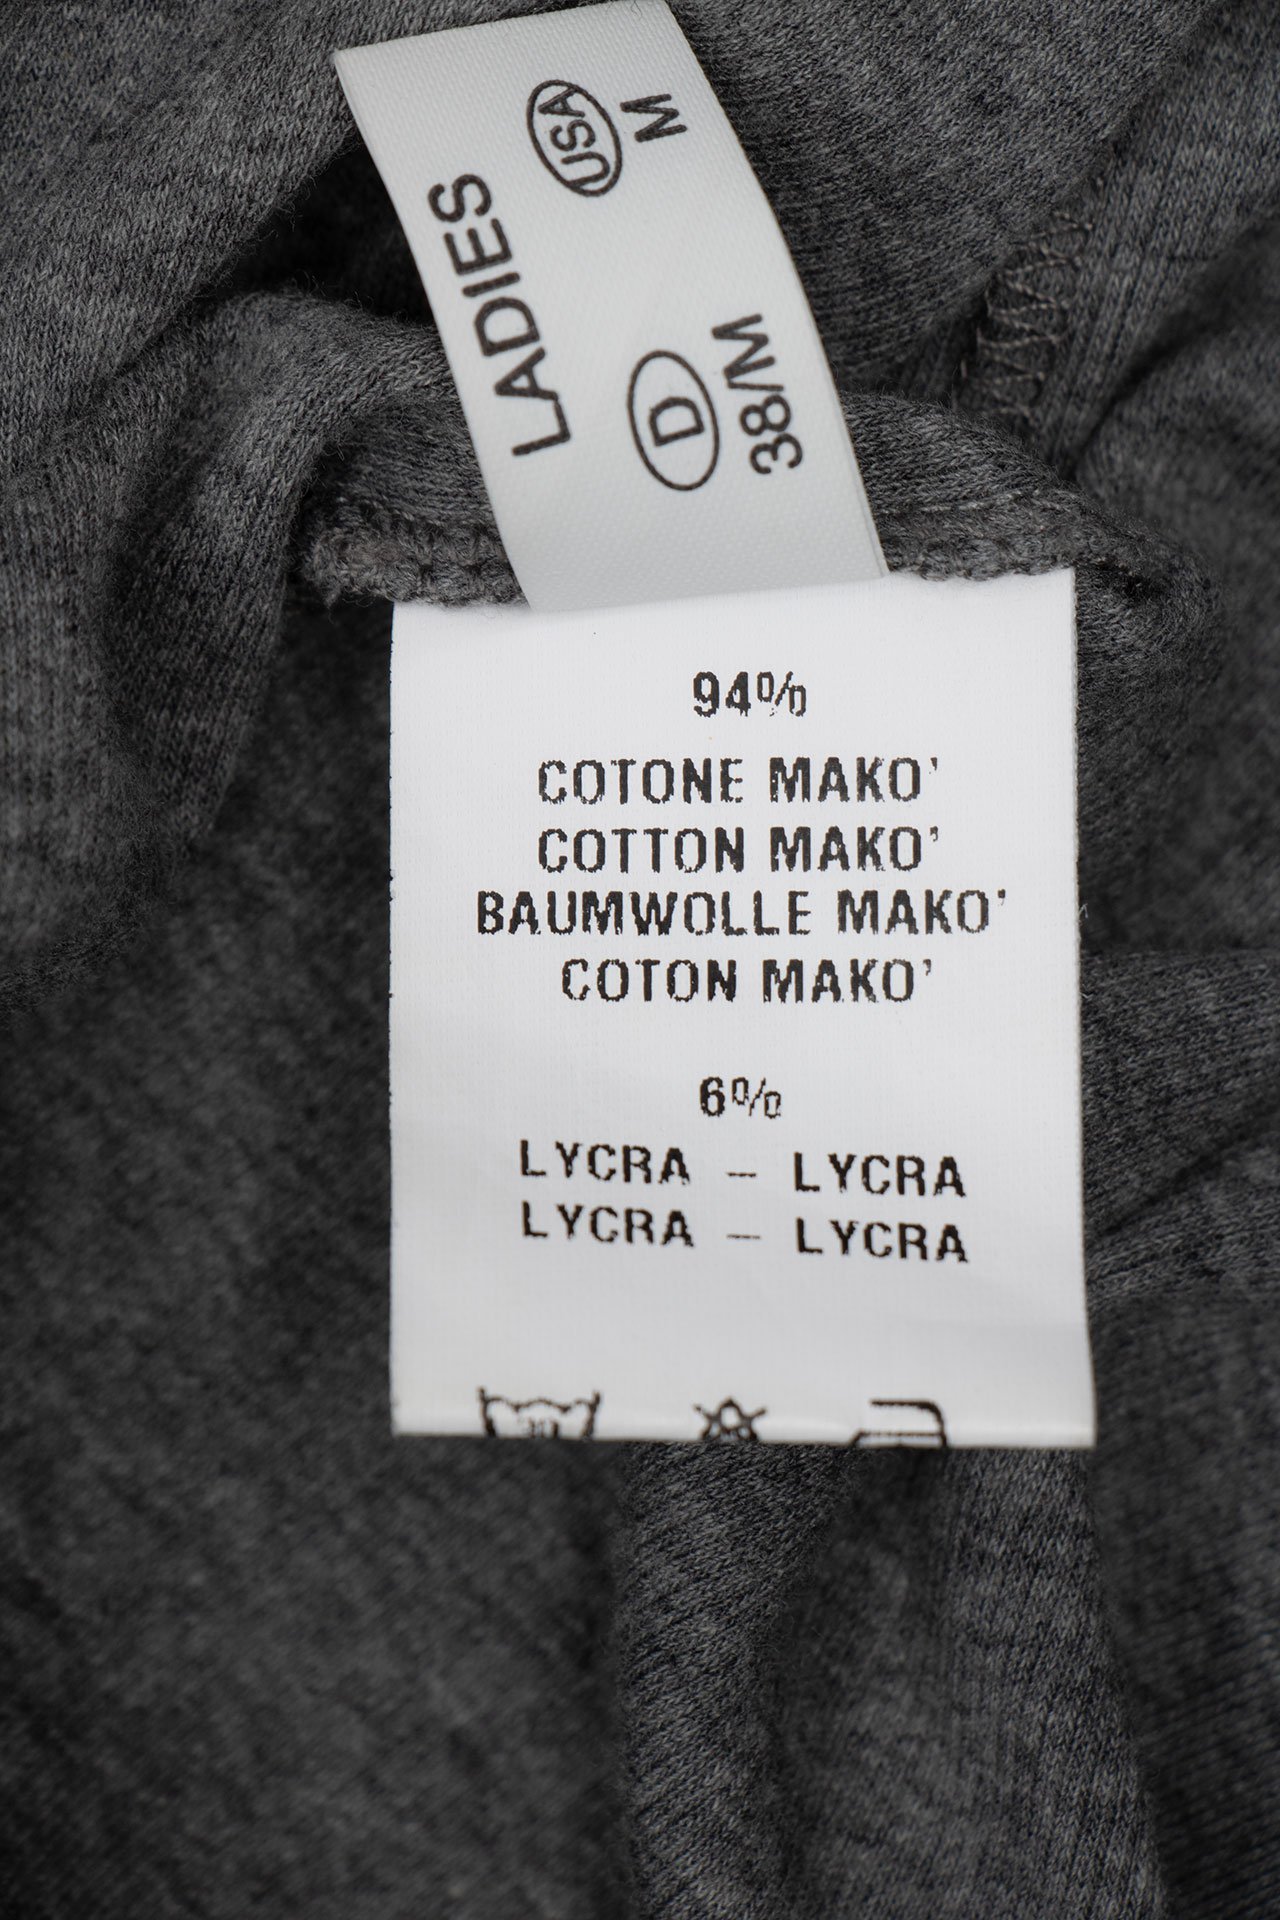 LADIES
USA
M
D
38/M
94%
COTONE MAKO'
COTTON MAKO'
BAUMWOLLE MAKO'
COTON MAKO'
6%
LYCRA - LYCRA
LYCRA - LYCRA